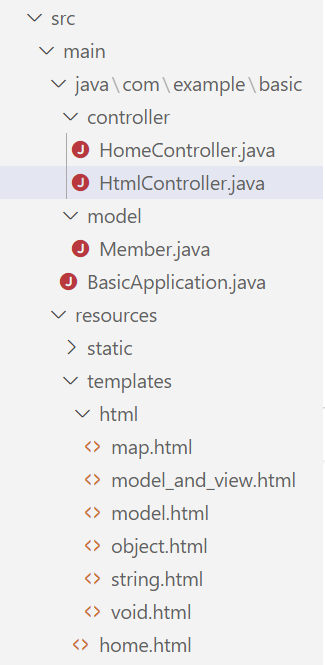 src
main
java\com\example\basic
controller
J HomeController.java
J HtmlController.java
model
J Member.java
J BasicApplication.java
resources
static
templates
html
<> map.html
<> model_and_view.html
<> model.html
<> object.html
<> string.html
<> void.html
<> home.html